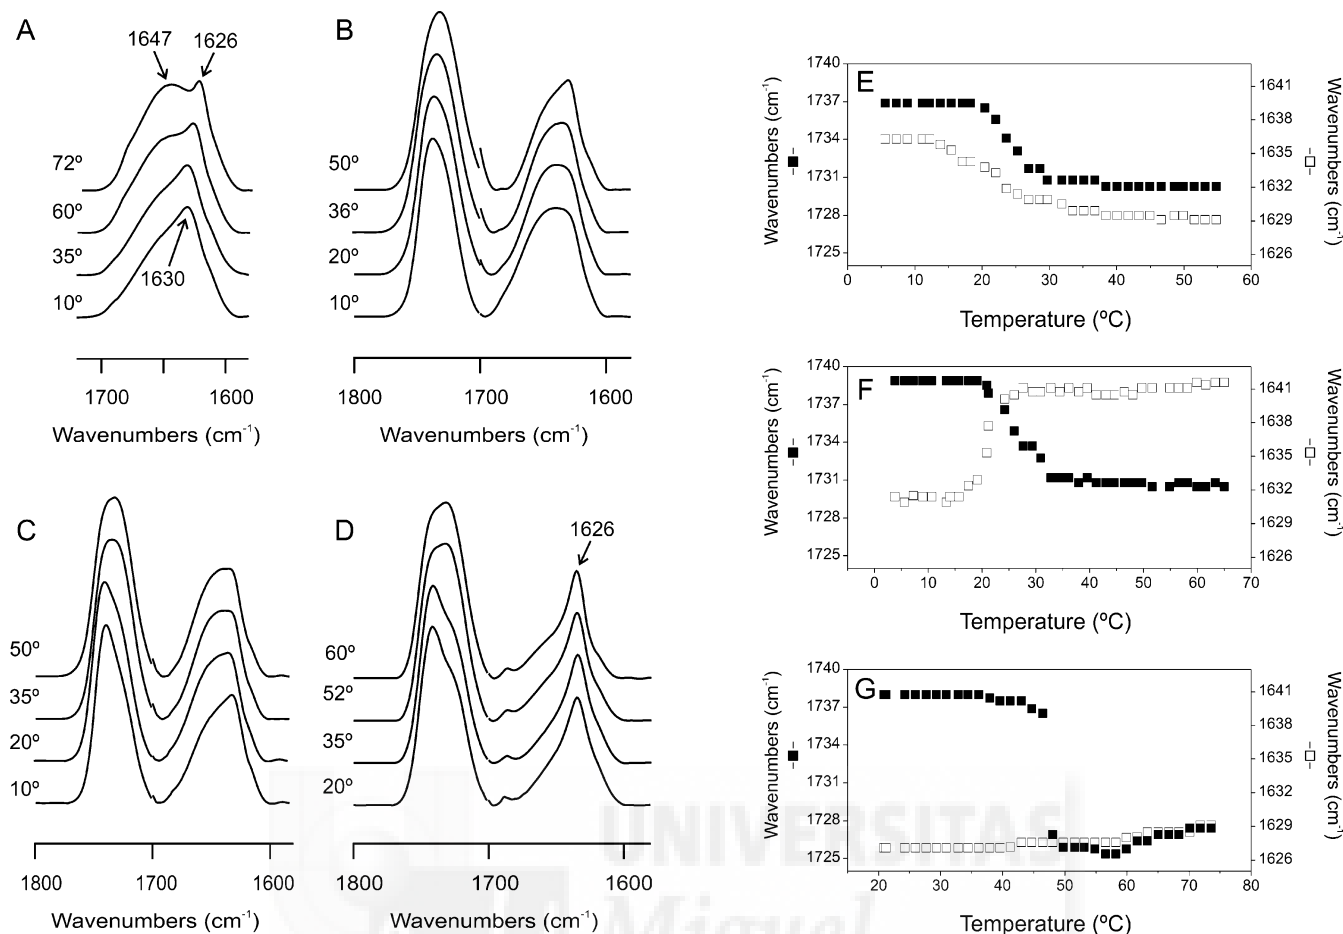 A
1647
1626
72º
60º
35º
10º
1630
1700
1600
Wavenumbers (cm-1)
B
50º
36º
20º
10º
1800
1700
1600
Wavenumbers (cm-1)
C
50º
35º
20º
10º
1800
1700
1600
Wavenumbers (cm-1)
D
1626
60º
52º
35º
20º
1800
1700
1600
Wavenumbers (cm-1)
E
Wavenumbers (cm-1)
1740
1737
1734
1731
1728
1725
0
10
20
30
40
50
60
1641
1638
1635
1632
1629
1626
Wavenumbers (cm-1)
Temperature (ºC)
F
Wavenumbers (cm-1)
1740
1737
1734
1731
1728
1725
0
10
20
30
40
50
60
70
1641
1638
1635
1632
1629
1626
Wavenumbers (cm-1)
Temperature (ºC)
G
Wavenumbers (cm-1)
1740
1737
1734
1731
1728
1725
20
30
40
50
60
70
80
1641
1638
1635
1632
1629
1626
Wavenumbers (cm-1)
Temperature (ºC)
UNIVERSITAS
Miguel